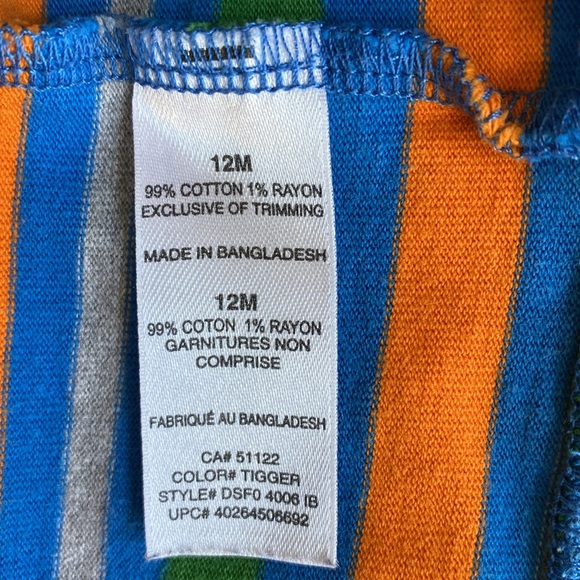 12M
99% COTTON 1% RAYON
EXCLUSIVE OF TRIMMING
MADE IN BANGLADESH
12M
99% COTON 1% RAYON
GARNITURES NON
COMPRISE
FABRIQUÉ AU BANGLADESH
CA# 51122
COLOR# TIGGER
STYLE# DSF0 4006 IB
UPC# 40264506692